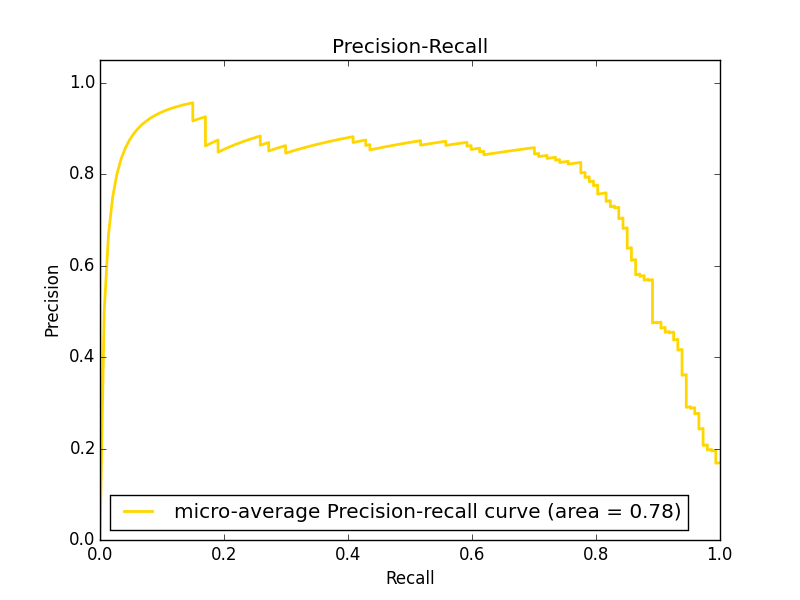 Precision-Recall
1.0
0.8
0.6
0.4
0.2
0.0
Precision
micro-average Precision-recall curve (area = 0.78)
0.0 0.2 0.4 0.6 0.8 1.0
Recall